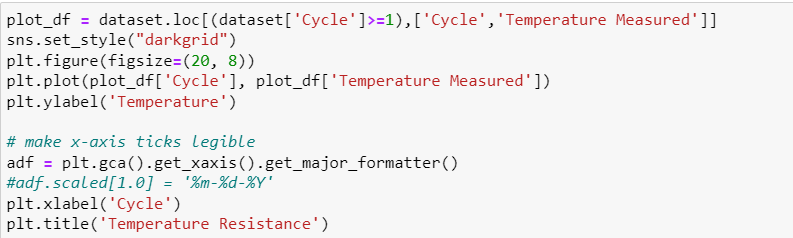 plot_df = dataset.loc[(dataset['Cycle']>=1),['Cycle','Temperature Measured']]
sns.set_style("darkgrid")
plt.figure(figsize=(20, 8))
plt.plot(plot_df['Cycle'], plot_df['Temperature Measured'])
plt.ylabel('Temperature')
# make x-axis ticks legible
adf = plt.gca().get_xaxis().get_major_formatter()
#adf.scaled[1.0] = '%m-%d-%Y'
plt.xlabel('Cycle')
plt.title('Temperature Resistance')